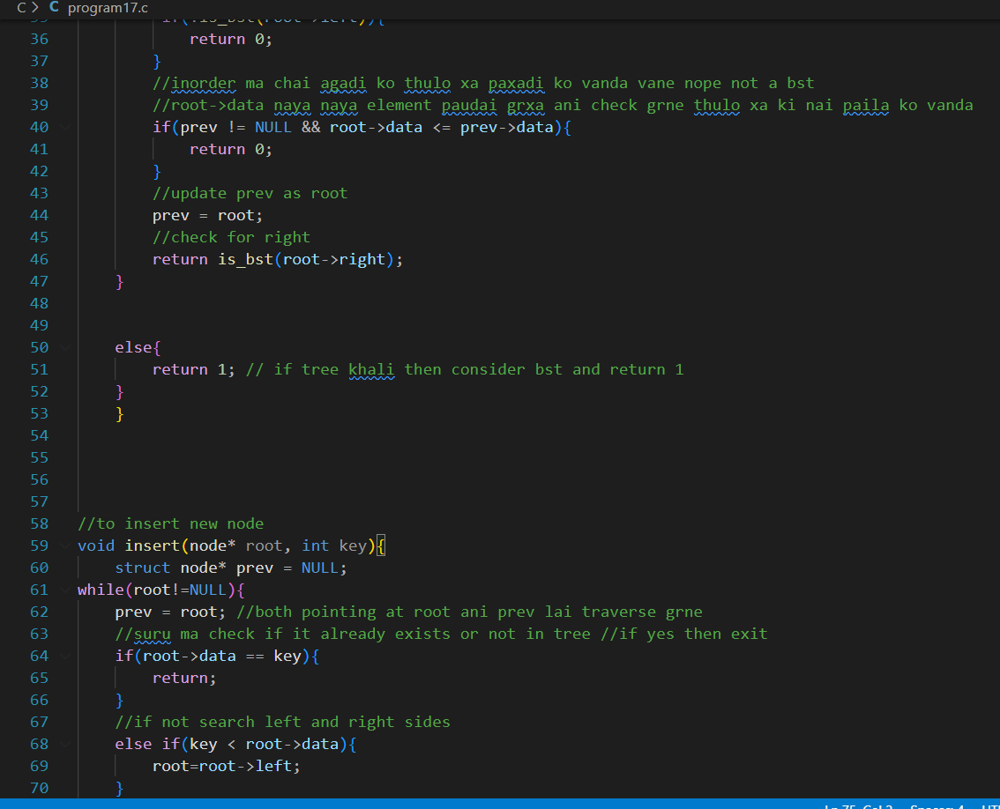 C > C program17.c
36 return 0;
37 }
38 //inorder ma chai agadi ko thulo xa paxadi ko vanda vane nope not a bst
39 //root->data naya naya element paudai grxa ani check grne thulo xa ki nai paila ko vanda
40 if(prev != NULL && root->data <= prev->data){
41 return 0;
42 }
43 //update prev as root
44 prev = root;
45 //check for right
46 return is_bst(root->right);
47 }
48
49
50 else{
51 return 1; // if tree khali then consider bst and return 1
52 }
53 }
54
55
56
57
58 //to insert new node
59 void insert(node* root, int key){
60 struct node* prev = NULL;
61 while(root!=NULL){
62 prev = root; //both pointing at root ani prev lai traverse grne
63 //suru ma check if it already exists or not in tree //if yes then exit
64 if(root->data == key){
65 return;
66 }
67 //if not search left and right sides
68 else if(key < root->data){
69 root=root->left;
70 }